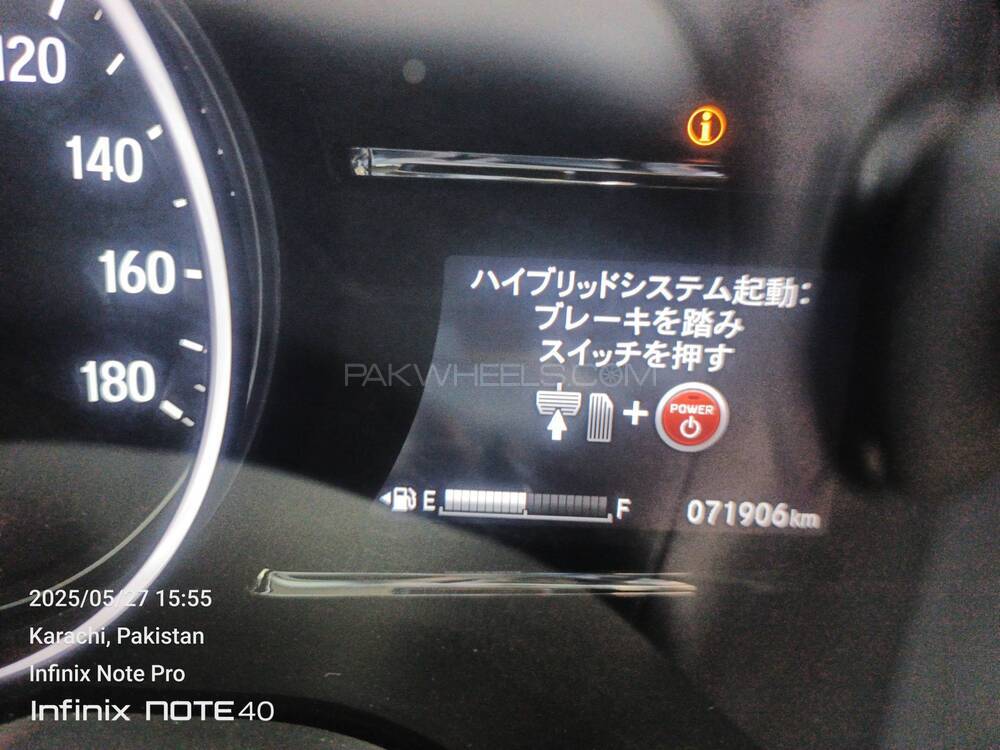 120
140
160
180
i
ハイブリッドシステム起動:
ブレーキを踏み
スイッチを押す
PAKWHEELS.COM
+
POWER
E F
071906km
2025/05/27 15:55
Karachi, Pakistan
Infinix Note Pro
Infinix NOTE 40